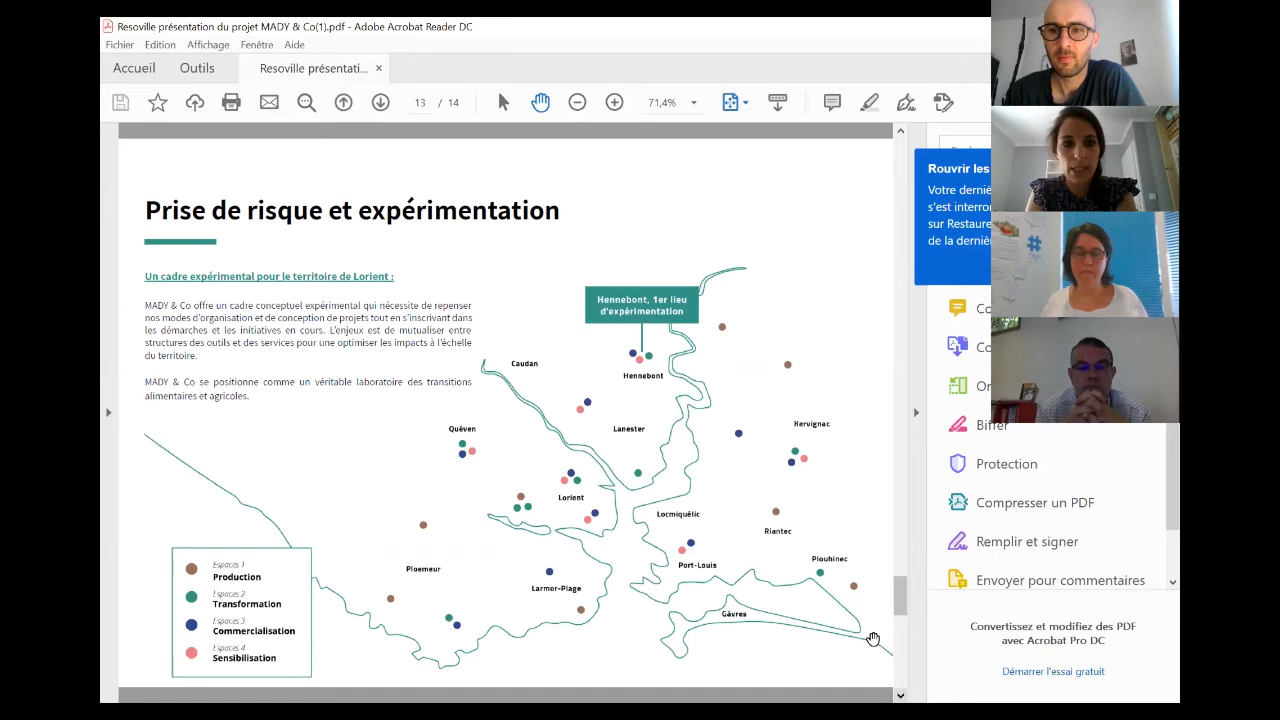 Resoville présentation du projet MADY & Co(1).pdf - Adobe Acrobat Reader DC
Fichier Edition Affichage Fenêtre Aide
Accueil Outils Resoville présentati... ×
13 / 14 71,4%
Prise de risque et expérimentation
Un cadre expérimental pour le territoire de Lorient :
MADY & Co offre un cadre conceptuel expérimental qui nécessite de repenser
nos modes d'organisation et de conception de projets tout en s'inscrivant dans
les démarches et les initiatives en cours. L'enjeu est de mutualiser entre
structures des outils et des services pour une optimiser les impacts à l'échelle
du territoire.
MADY & Co se positionne comme un véritable laboratoire des transitions
alimentaires et agricoles.
Hennebont, 1er lieu
d'expérimentation
Caudan
Hennebont
Quéven
Lanester
Kervignac
Lorient
Locmiquélic
Riantec
Ploemeur
Larmor-Plage
Port-Louis
Plouhinec
Gâvres
Espaces 1
Production
Espaces 2
Transformation
Espaces 3
Commercialisation
Espaces 4
Sensibilisation
Rouvrir les
Votre derniè
s'est interron
sur Restaure
de la dernièr
Co
Co
Or
Biffer
Protection
Compresser un PDF
Remplir et signer
Envoyer pour commentaires
Convertissez et modifiez des PDF
avec Acrobat Pro DC
Démarrer l'essai gratuit